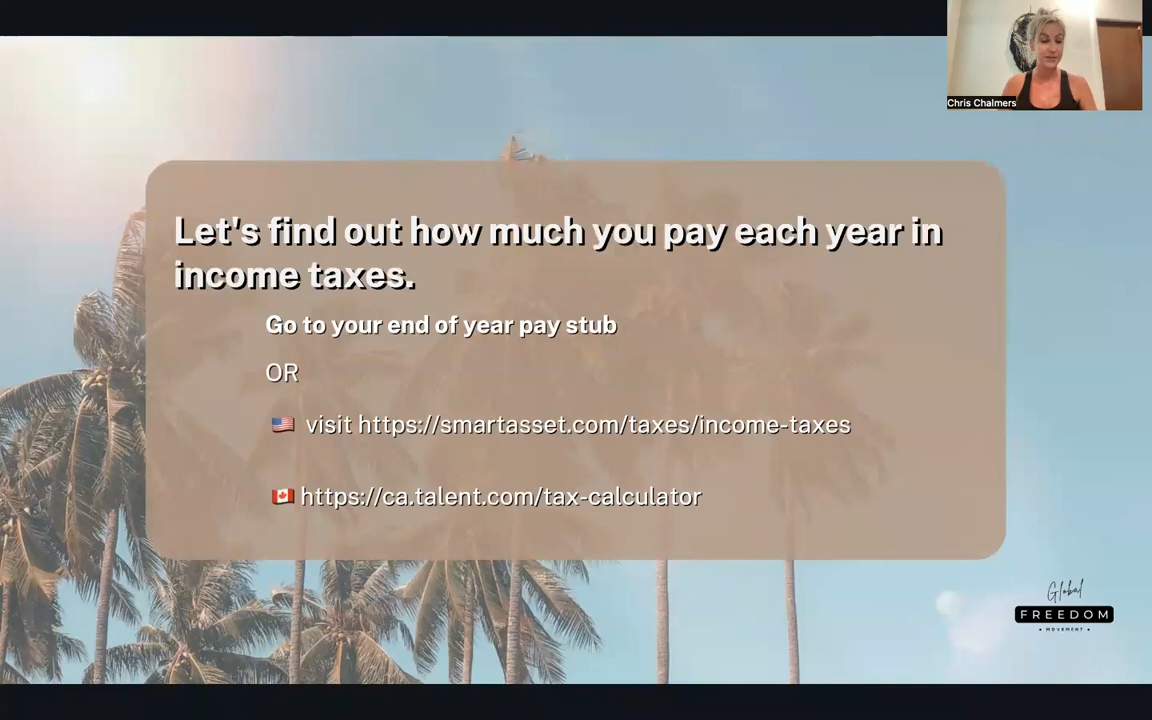 Chris Chalmers
Let's find out how much you pay each year in
income taxes.
Go to your end of year pay stub
OR
visit https://smartasset.com/taxes/income-taxes
https://ca.talent.com/tax-calculator
Global
FREEDOM
MOVEMENT